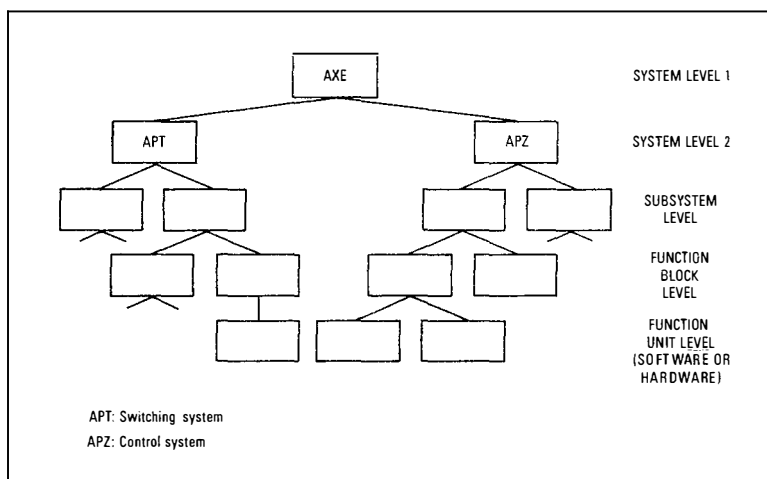 AXE
SYSTEM LEVEL 1
APT
APZ
SYSTEM LEVEL 2
SUBSYSTEM
LEVEL
FUNCTION
BLOCK
LEVEL
FUNCTION
UNIT LEVEL
(SOFTWARE OR
HARDWARE)
APT: Switching system
APZ: Control system